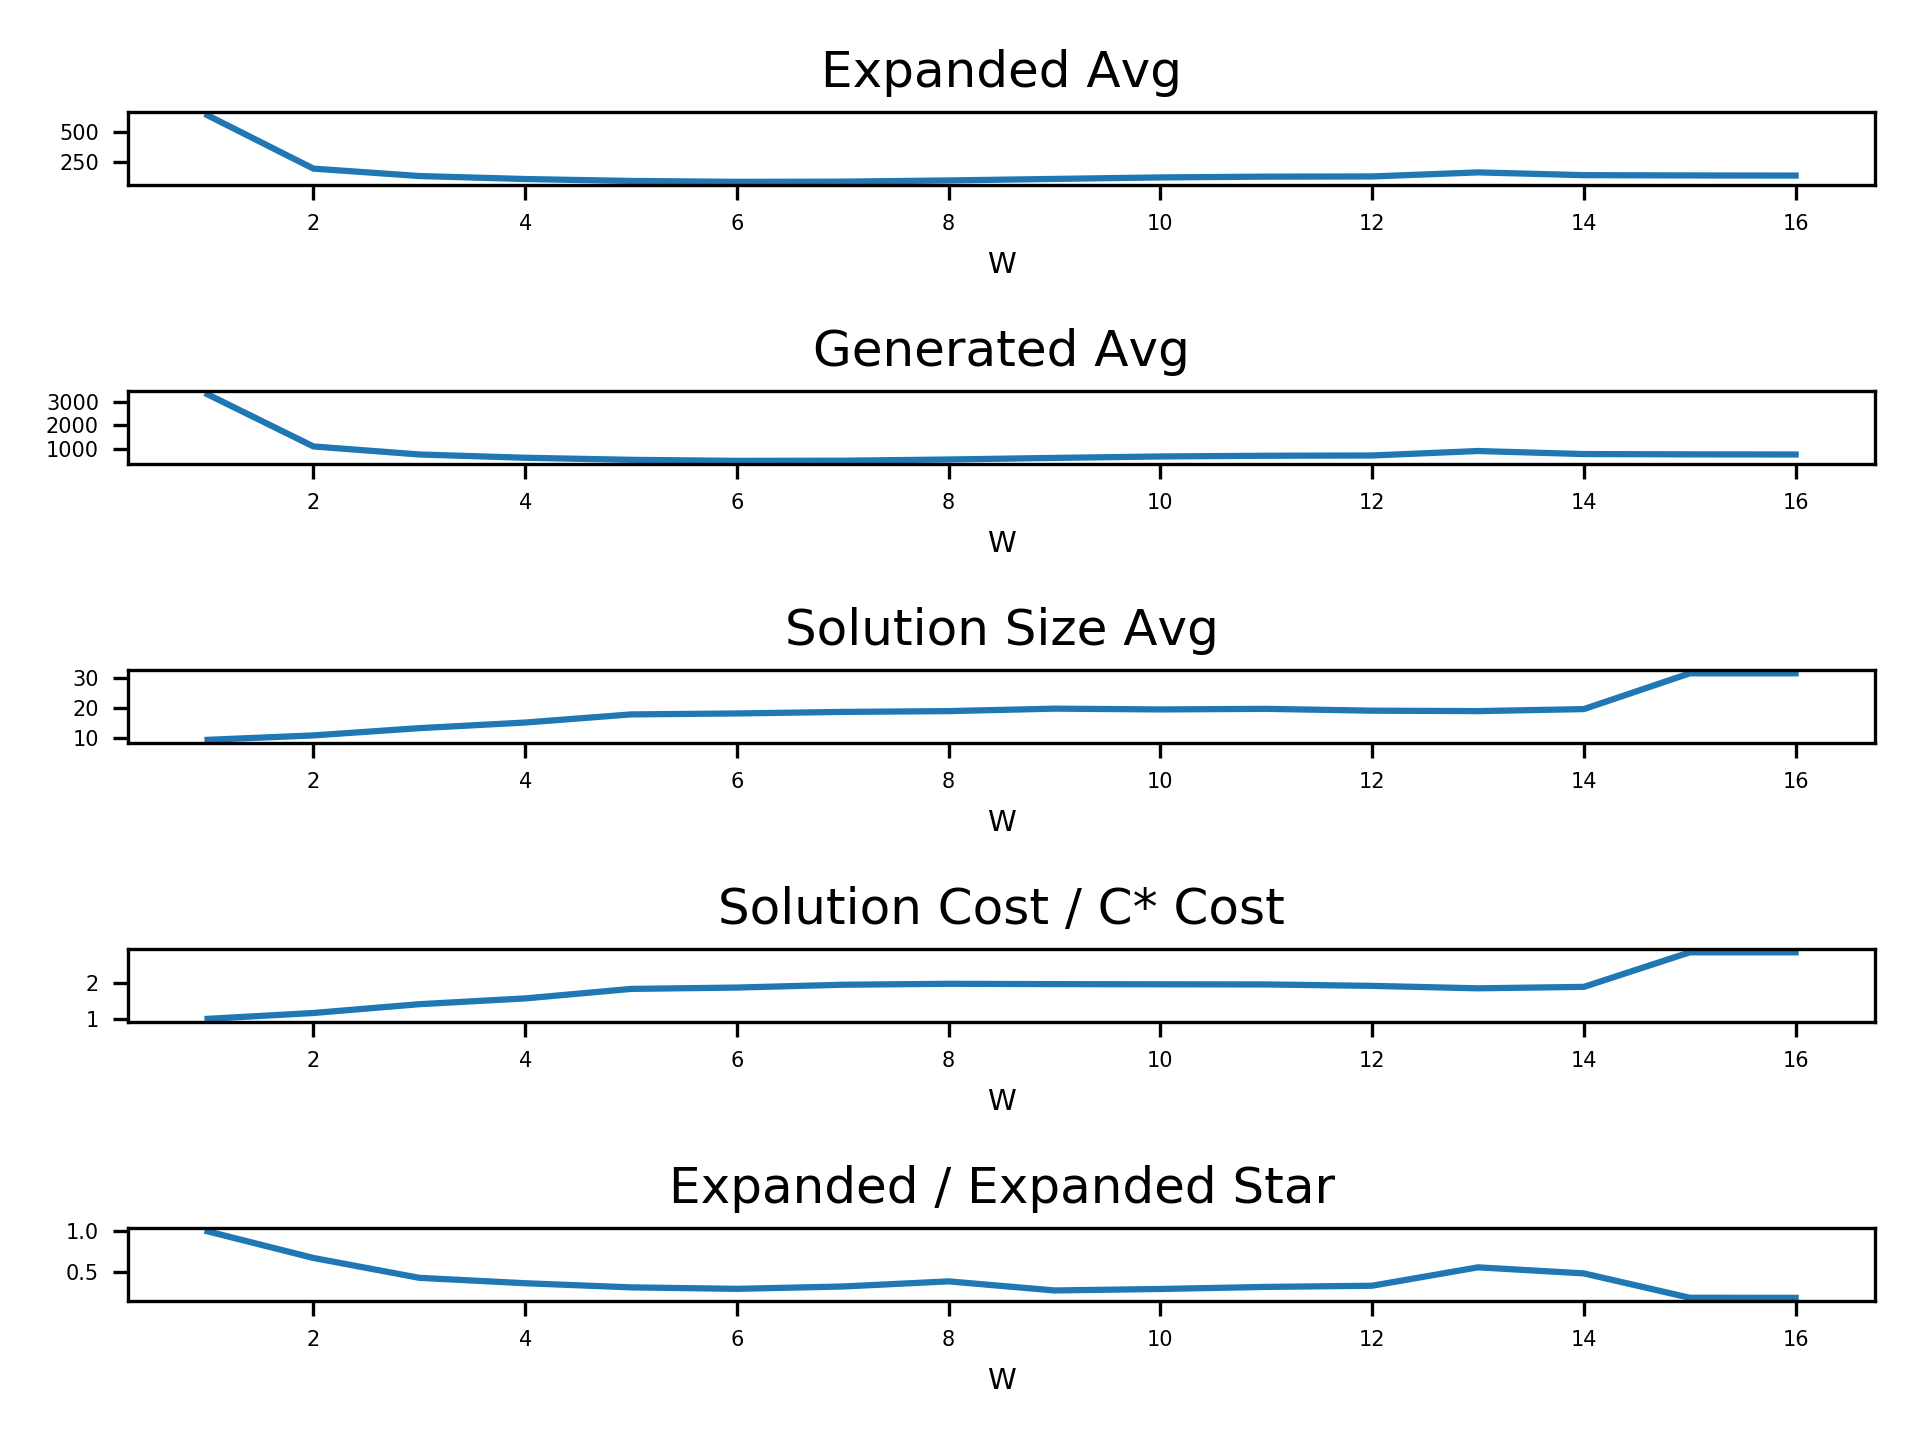 Expanded Avg
500
250
2 4 6 8 10 12 14 16
W
Generated Avg
3000
2000
1000
2 4 6 8 10 12 14 16
W
Solution Size Avg
30
20
10
2 4 6 8 10 12 14 16
W
Solution Cost / C* Cost
2
1
2 4 6 8 10 12 14 16
W
Expanded / Expanded Star
1.0
0.5
2 4 6 8 10 12 14 16
W